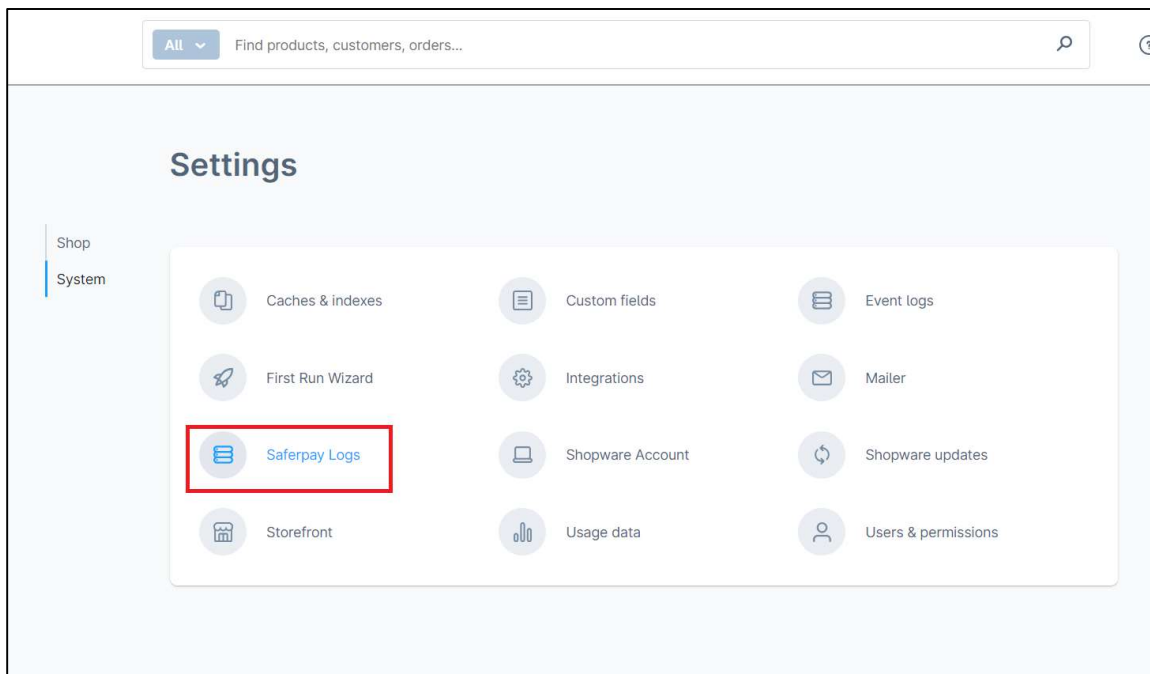 All
Find products, customers, orders...
Settings
Shop
System
Caches & indexes
Custom fields
Event logs
First Run Wizard
Integrations
Mailer
Saferpay Logs
Shopware Account
Shopware updates
Storefront
Usage data
Users & permissions